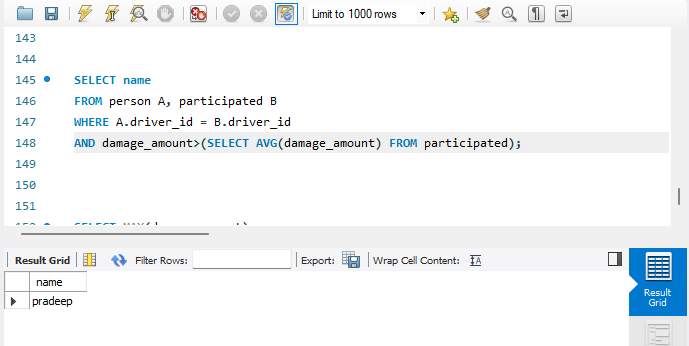 Limit to 1000 rows
143
144
145 SELECT name
146 FROM person A, participated B
147 WHERE A.driver_id = B.driver_id
148 AND damage_amount>(SELECT AVG(damage_amount) FROM participated);
149
150
151
Result Grid Filter Rows: Export: Wrap Cell Content: IA
name
pradeep
Result
Grid